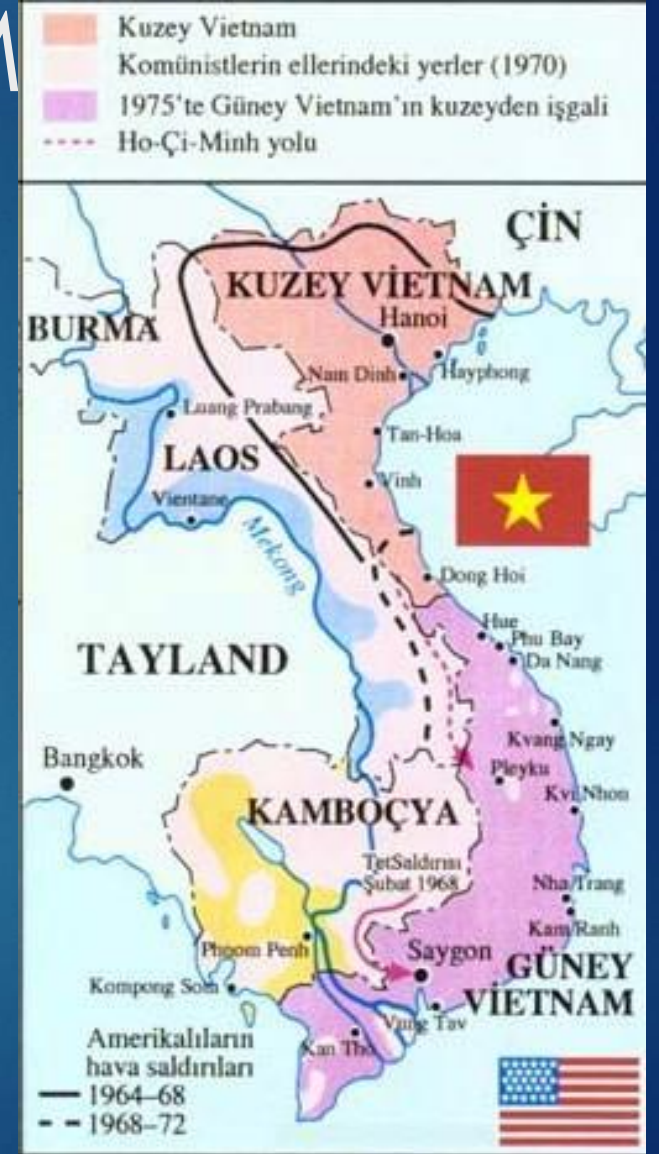 M
Kuzey Vietnam
Komünistlerin ellerindeki yerler (1970)
1975'te Güney Vietnam'ın kuzeyden işgali
Ho-Çi-Minh yolu
ÇİN
KUZEY VİETNAM
Hanoi
BURMA
Nam Dinh
Hayphong
Luang Prabang
Tan-Hoa
LAOS
Vinh
Vientane
Mekong
Dong Hoi
Hue
Phu Bay
TAYLAND
Da Nang
Kvang Ngay
Bangkok
Pleyku
Kvi Nhon
KAMBOÇYA
TetSaldırısı
Şubat 1968
Nha Trang
Kam Ranh
Phnom Penh
Saygon
GÜNEY
VİETNAM
Kompong Som
Vung Tav
Kan Tho
Amerikalıların
hava saldırıları
1964–68
1968–72